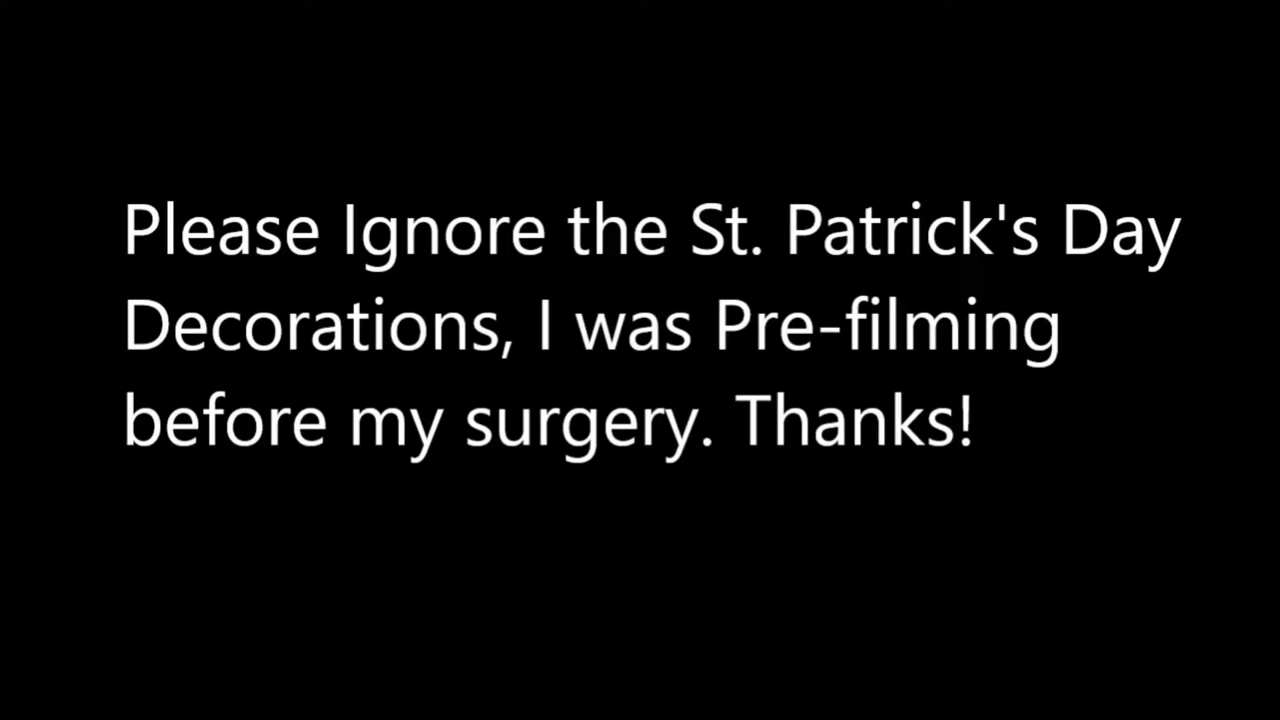 Please Ignore the St. Patrick's Day
Decorations, I was Pre-filming
before my surgery. Thanks!